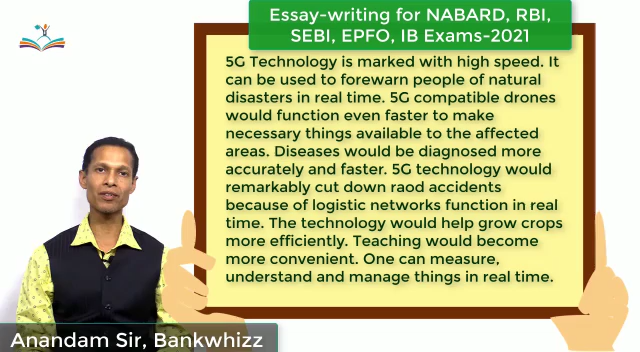 Essay-writing for NABARD, RBI,
SEBI, EPFO, IB Exams-2021
5G Technology is marked with high speed. It
can be used to forewarn people of natural
disasters in real time. 5G compatible drones
would function even faster to make
necessary things available to the affected
areas. Diseases would be diagnosed more
accurately and faster. 5G technology would
remarkably cut down raod accidents
because of logistic networks function in real
time. The technology would help grow crops
more efficiently. Teaching would become
more convenient. One can measure,
understand and manage things in real time.
Anandam Sir, Bankwhizz